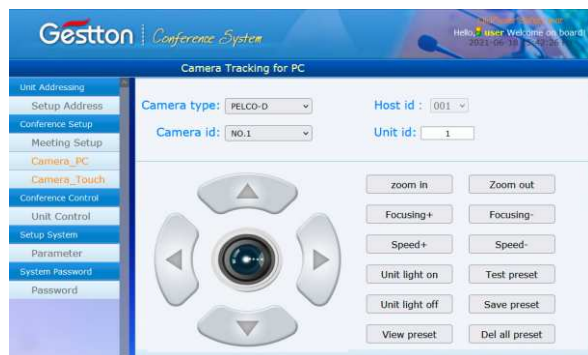 Gestton Conference System
Hello, user Welcome on board!
2021-06-18
Camera Tracking for PC
Unit Addressing
Setup Address
Conference Setup
Meeting Setup
Camera_PC
Camera_Touch
Conference Control
Unit Control
Setup System
Parameter
System Password
Password
Camera type: PELCO-D
Host id : 001
Camera id: NO.1
Unit id: 1
zoom in
Zoom out
Focusing+
Focusing-
Speed+
Speed-
Unit light on
Test preset
Unit light off
Save preset
View preset
Del all preset